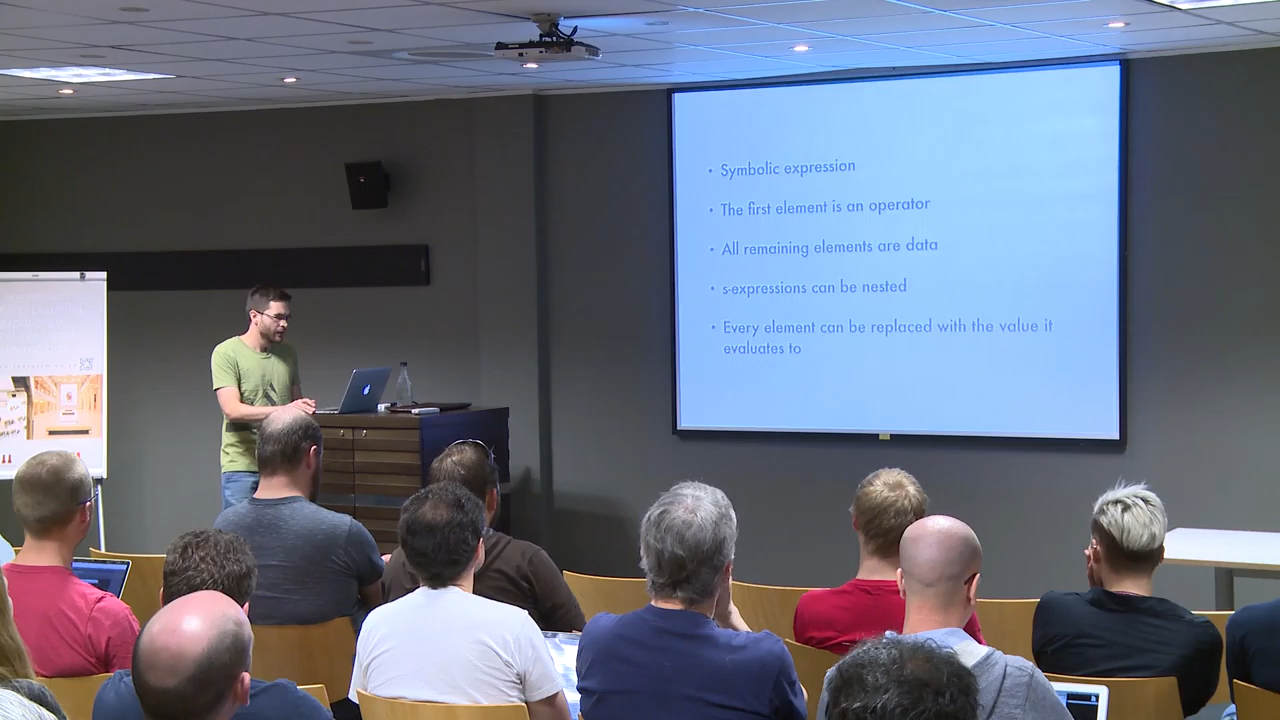 • Symbolic expression
• The first element is an operator
• All remaining elements are data
• s-expressions can be nested
• Every element can be replaced with the value it
evaluates to